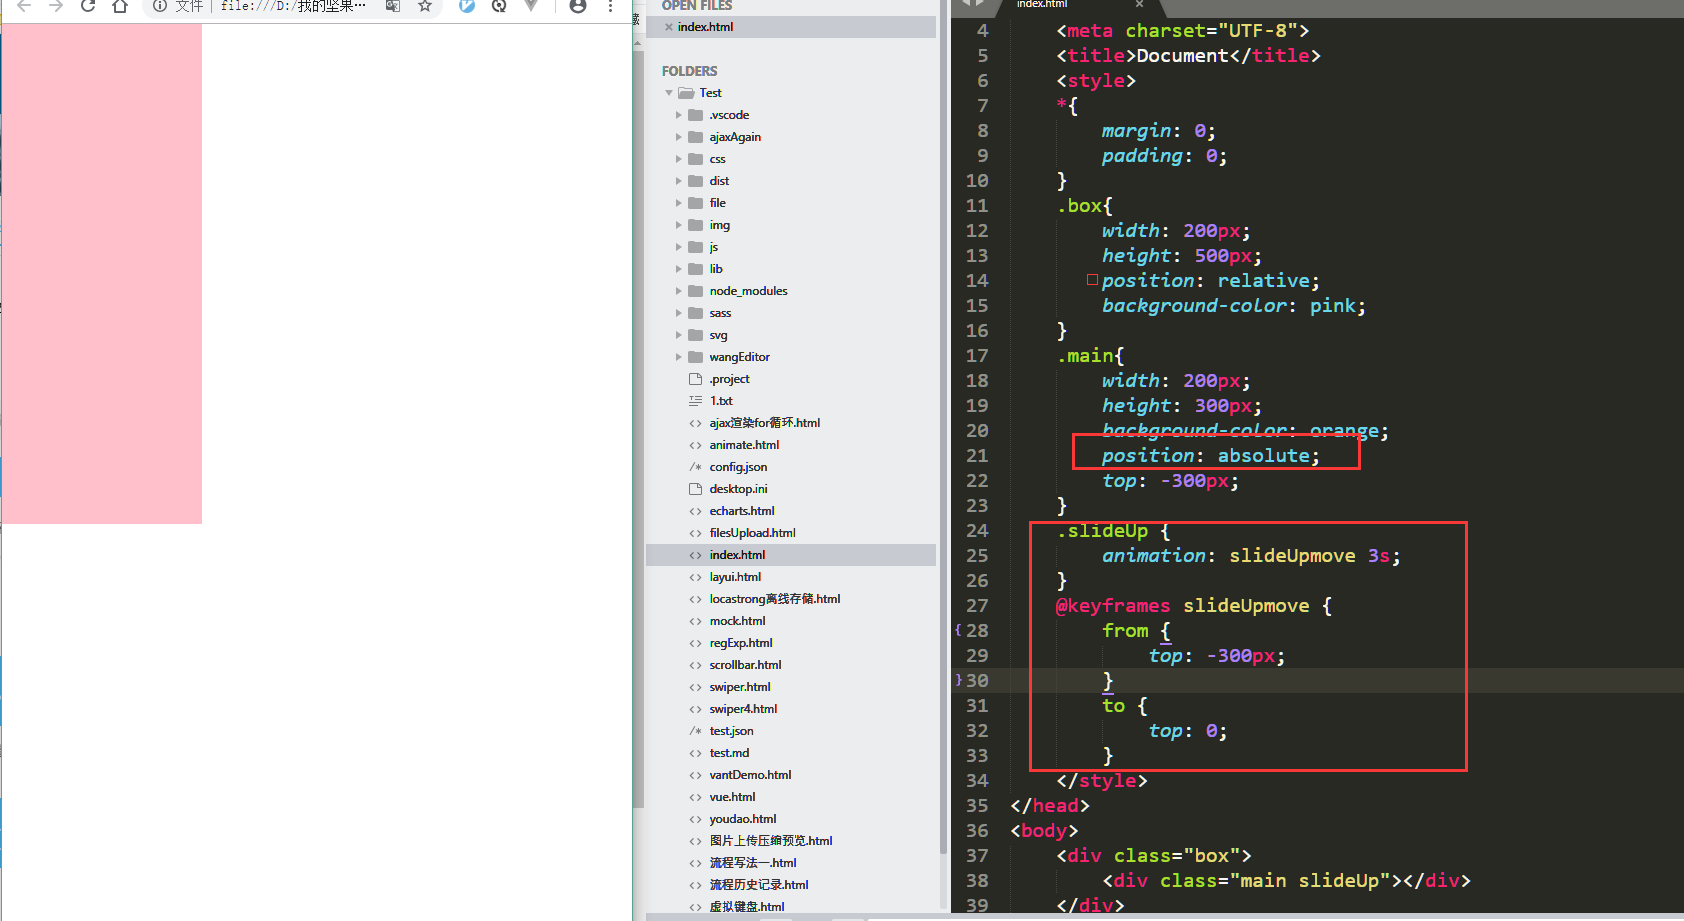 文件
file:///D:/我的坚果···
OPEN FILES
× index.html
FOLDERS
Test
.vscode
ajaxAgain
css
dist
file
img
js
lib
node_modules
sass
svg
wangEditor
.project
1.txt
<> ajax渲染for循环.html
<> animate.html
/* config.json
desktop.ini
<> echarts.html
<> filesUpload.html
<> index.html
<> layui.html
<> locastrong离线存储.html
<> mock.html
<> regExp.html
<> scrollbar.html
<> swiper.html
<> swiper4.html
/* test.json
<> test.md
<> vantDemo.html
<> vue.html
<> youdao.html
<> 图片上传压缩预览.html
<> 流程写法一.html
<> 流程历史记录.html
<> 虚拟键盘.html
index.html ×
4 <meta charset="UTF-8">
5 <title>Document</title>
6 <style>
7 *{
8 margin: 0;
9 padding: 0;
10 }
11 .box{
12 width: 200px;
13 height: 500px;
14 position: relative;
15 background-color: pink;
16 }
17 .main{
18 width: 200px;
19 height: 300px;
20 background-color: orange;
21 position: absolute;
22 top: -300px;
23 }
24 .slideUp {
25 animation: slideUpmove 3s;
26 }
27 @keyframes slideUpmove {
{ 28 from {
29 top: -300px;
} 30 }
31 to {
32 top: 0;
33 }
34 </style>
35 </head>
36 <body>
37 <div class="box">
38 <div class="main slideUp"></div>
39 </div>